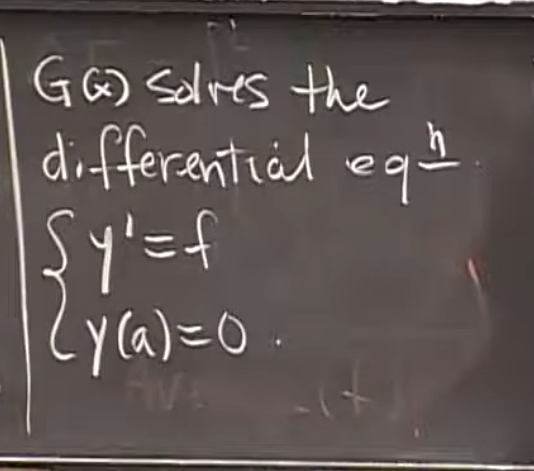 G(x) solves the
differential eqⁿ.
{ y' = f
y(a) = 0.